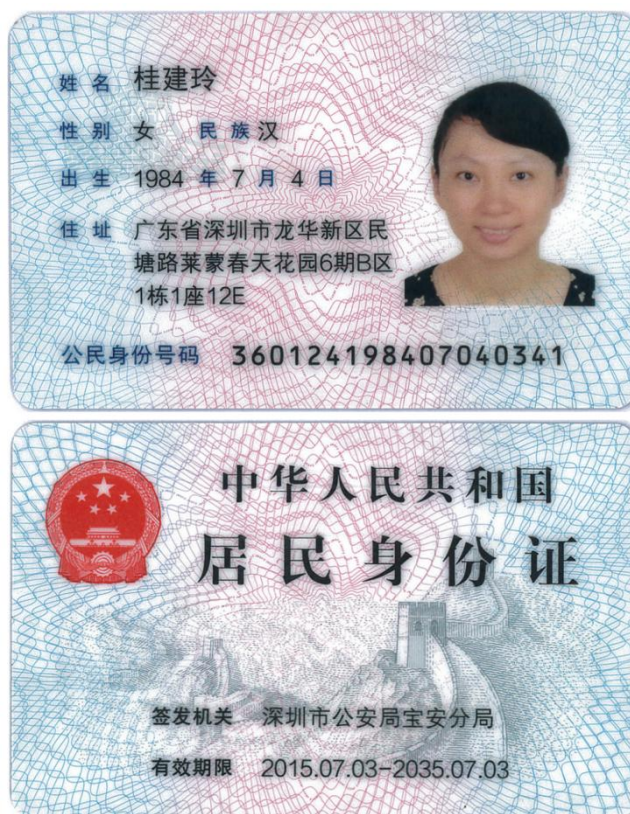 姓名 桂建玲
性别 女 民族 汉
出生 1984 年 7 月 4 日
住址 广东省深圳市龙华新区民
塘路莱蒙春天花园6期B区
1栋1座12E
公民身份号码 360124198407040341
中华人民共和国
居民身份证
签发机关 深圳市公安局宝安分局
有效期限 2015.07.03-2035.07.03